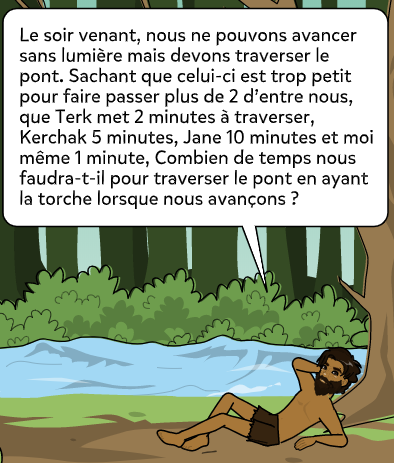 Le soir venant, nous ne pouvons avancer
sans lumière mais devons traverser le
pont. Sachant que celui-ci est trop petit
pour faire passer plus de 2 d'entre nous,
que Terk met 2 minutes à traverser,
Kerchak 5 minutes, Jane 10 minutes et moi
même 1 minute, Combien de temps nous
faudra-t-il pour traverser le pont en ayant
la torche lorsque nous avançons ?